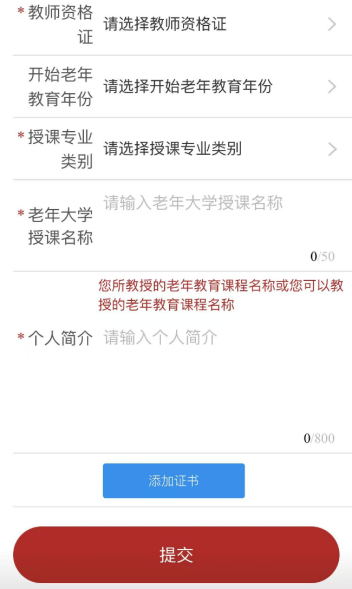 * 教师资格证 请选择教师资格证
开始老年教育年份 请选择开始老年教育年份
* 授课专业类别 请选择授课专业类别
请输入老年大学授课名称
* 老年大学授课名称
0/50
您所教授的老年教育课程名称或您可以教
授的老年教育课程名称
* 个人简介 请输入个人简介
0/800
添加证书
提交